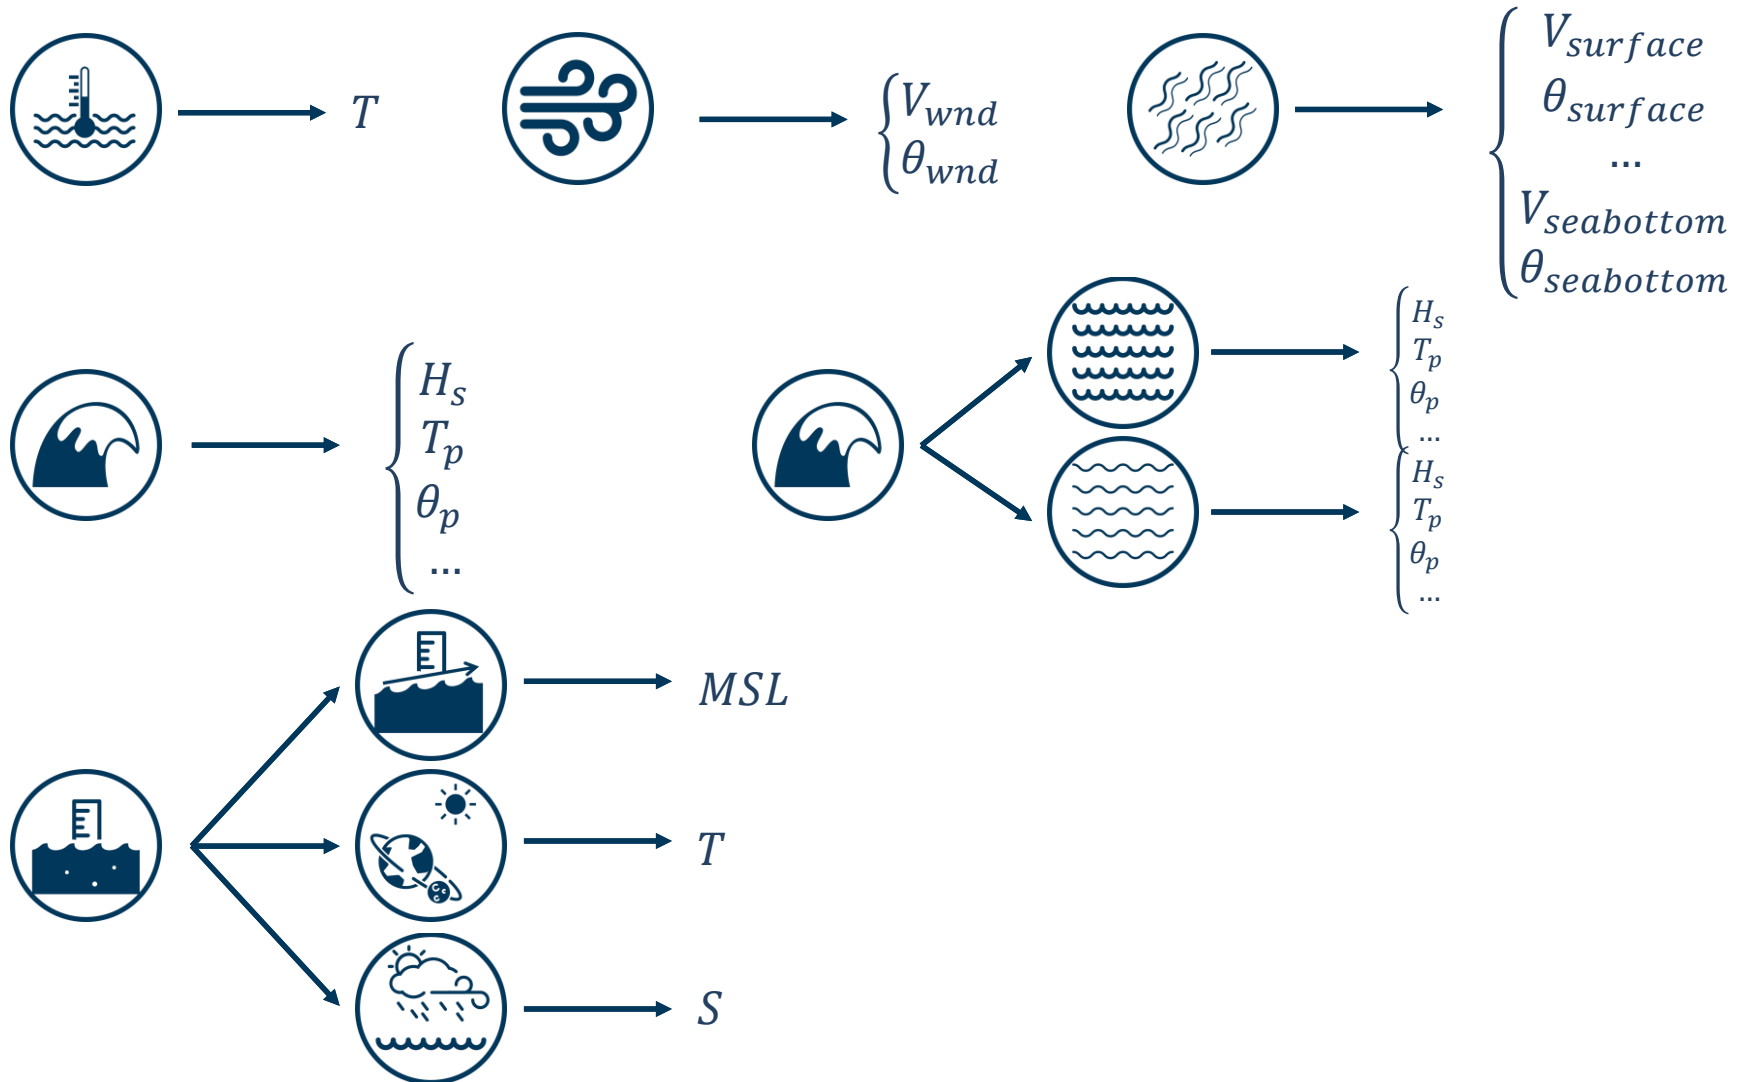 T
V_wnd
θ_wnd
V_surface
θ_surface
...
V_seabottom
θ_seabottom
H_s
T_p
θ_p
...
H_s
T_p
θ_p
...
H_s
T_p
θ_p
...
MSL
T
S